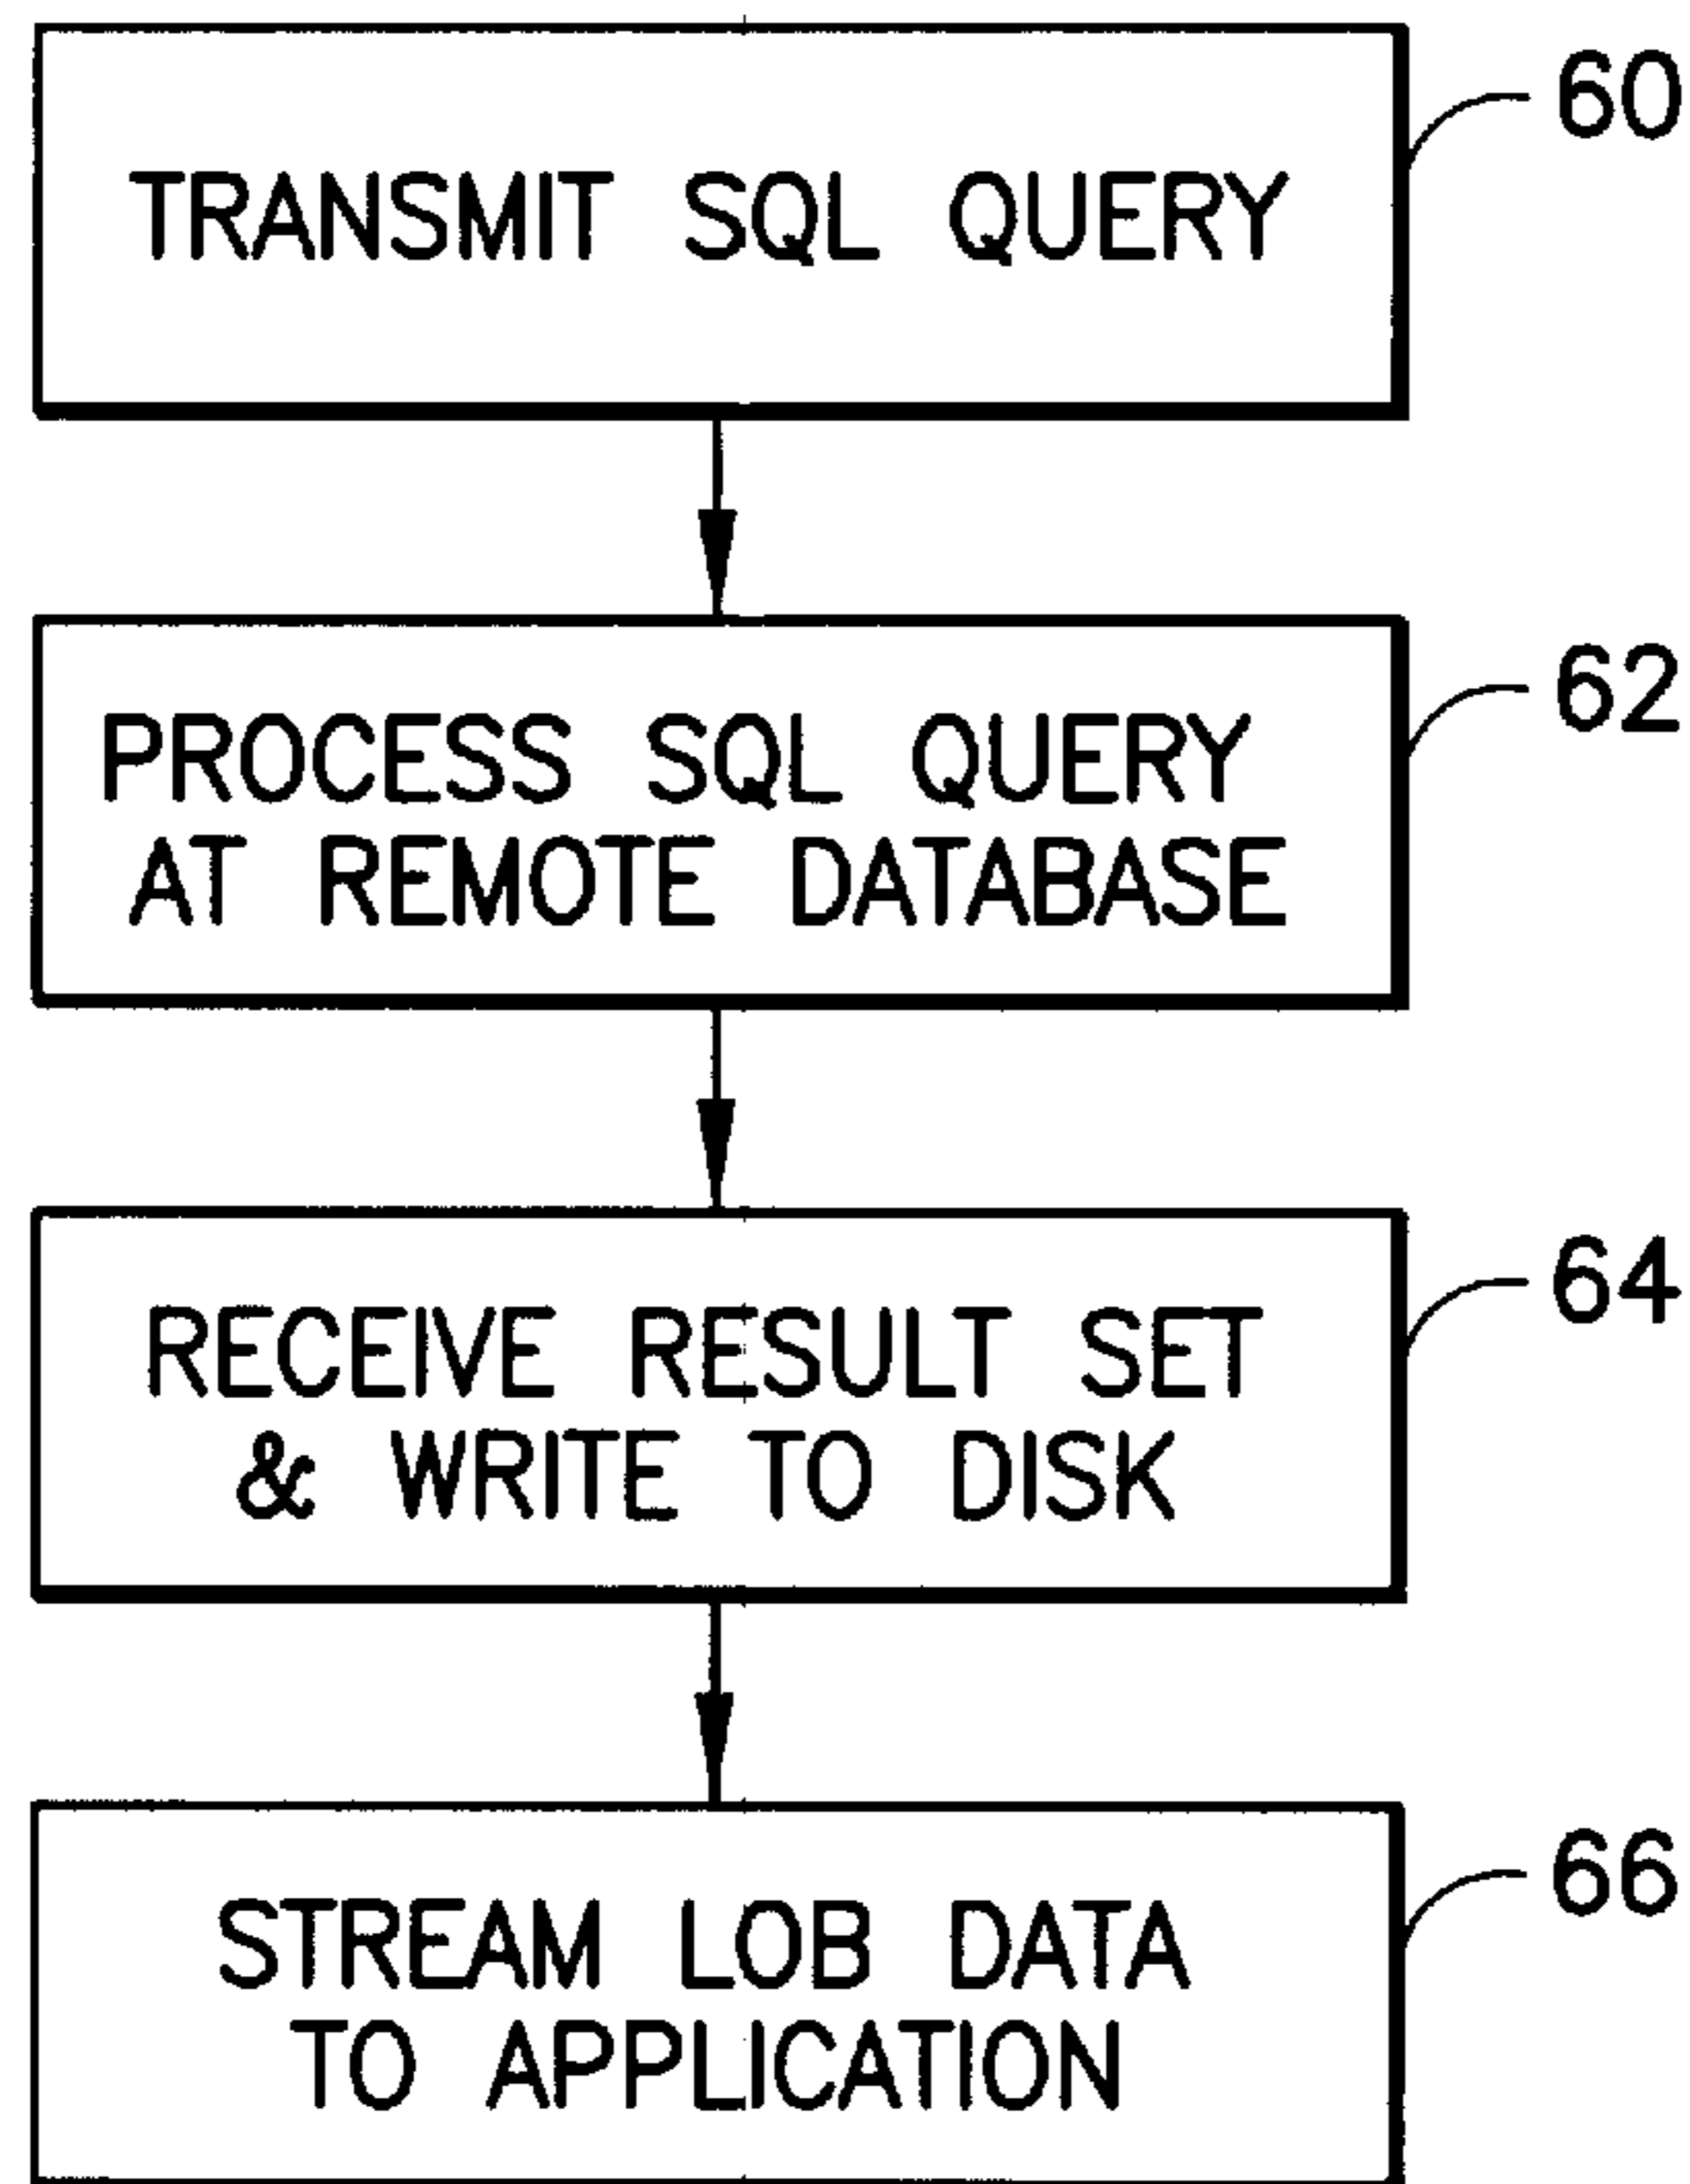 TRANSMIT SQL QUERY
60
PROCESS SQL QUERY
AT REMOTE DATABASE
62
RECEIVE RESULT SET
& WRITE TO DISK
64
STREAM LOB DATA
TO APPLICATION
66